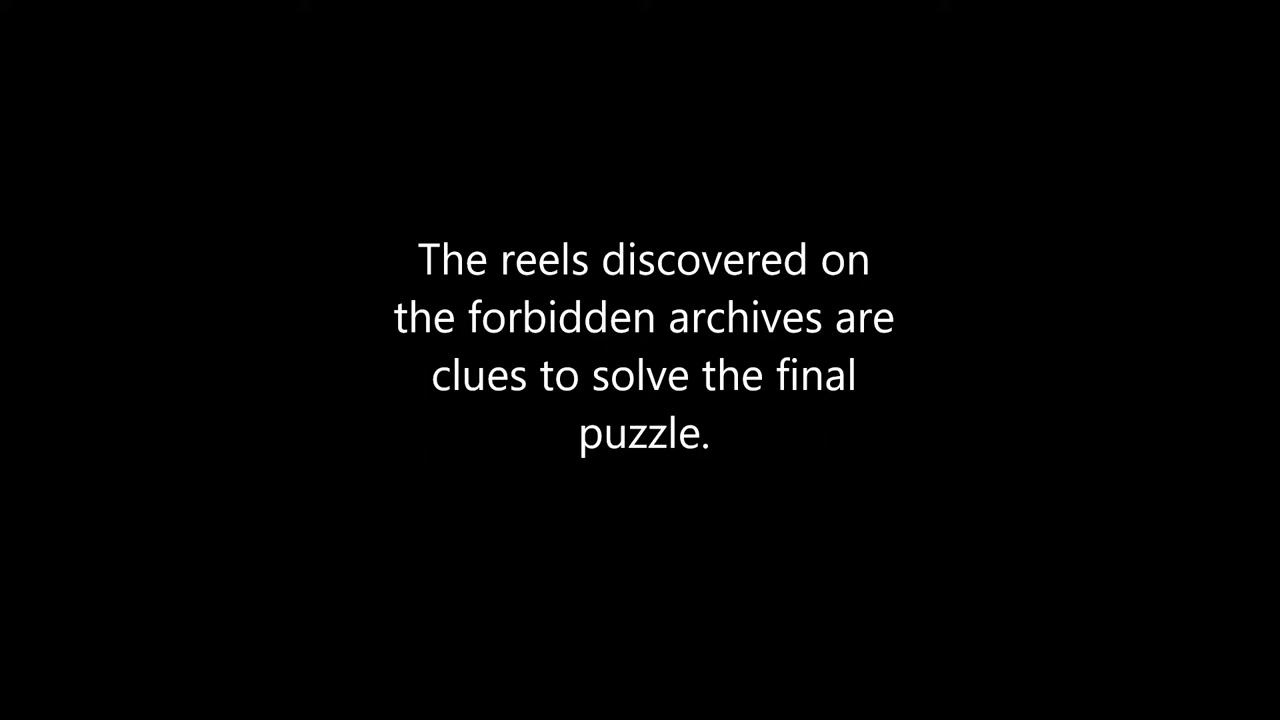 The reels discovered on
the forbidden archives are
clues to solve the final
puzzle.